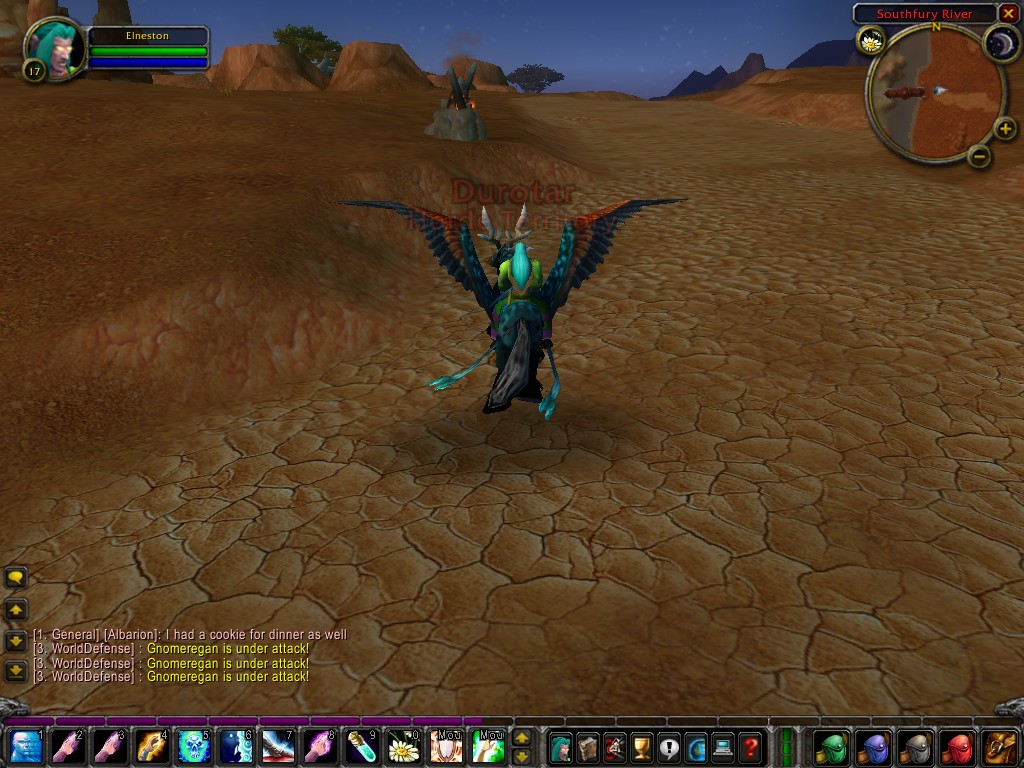 Elneston
17
Southfury River
N
Durotar
Horde Territory
[1. General] [Albarion]: I had a cookie for dinner as well
[3. WorldDefense] : Gnomeregan is under attack!
[3. WorldDefense] : Gnomeregan is under attack!
[3. WorldDefense] : Gnomeregan is under attack!
1 2 3 4 5 6 7 8 9 0 Mou Mou